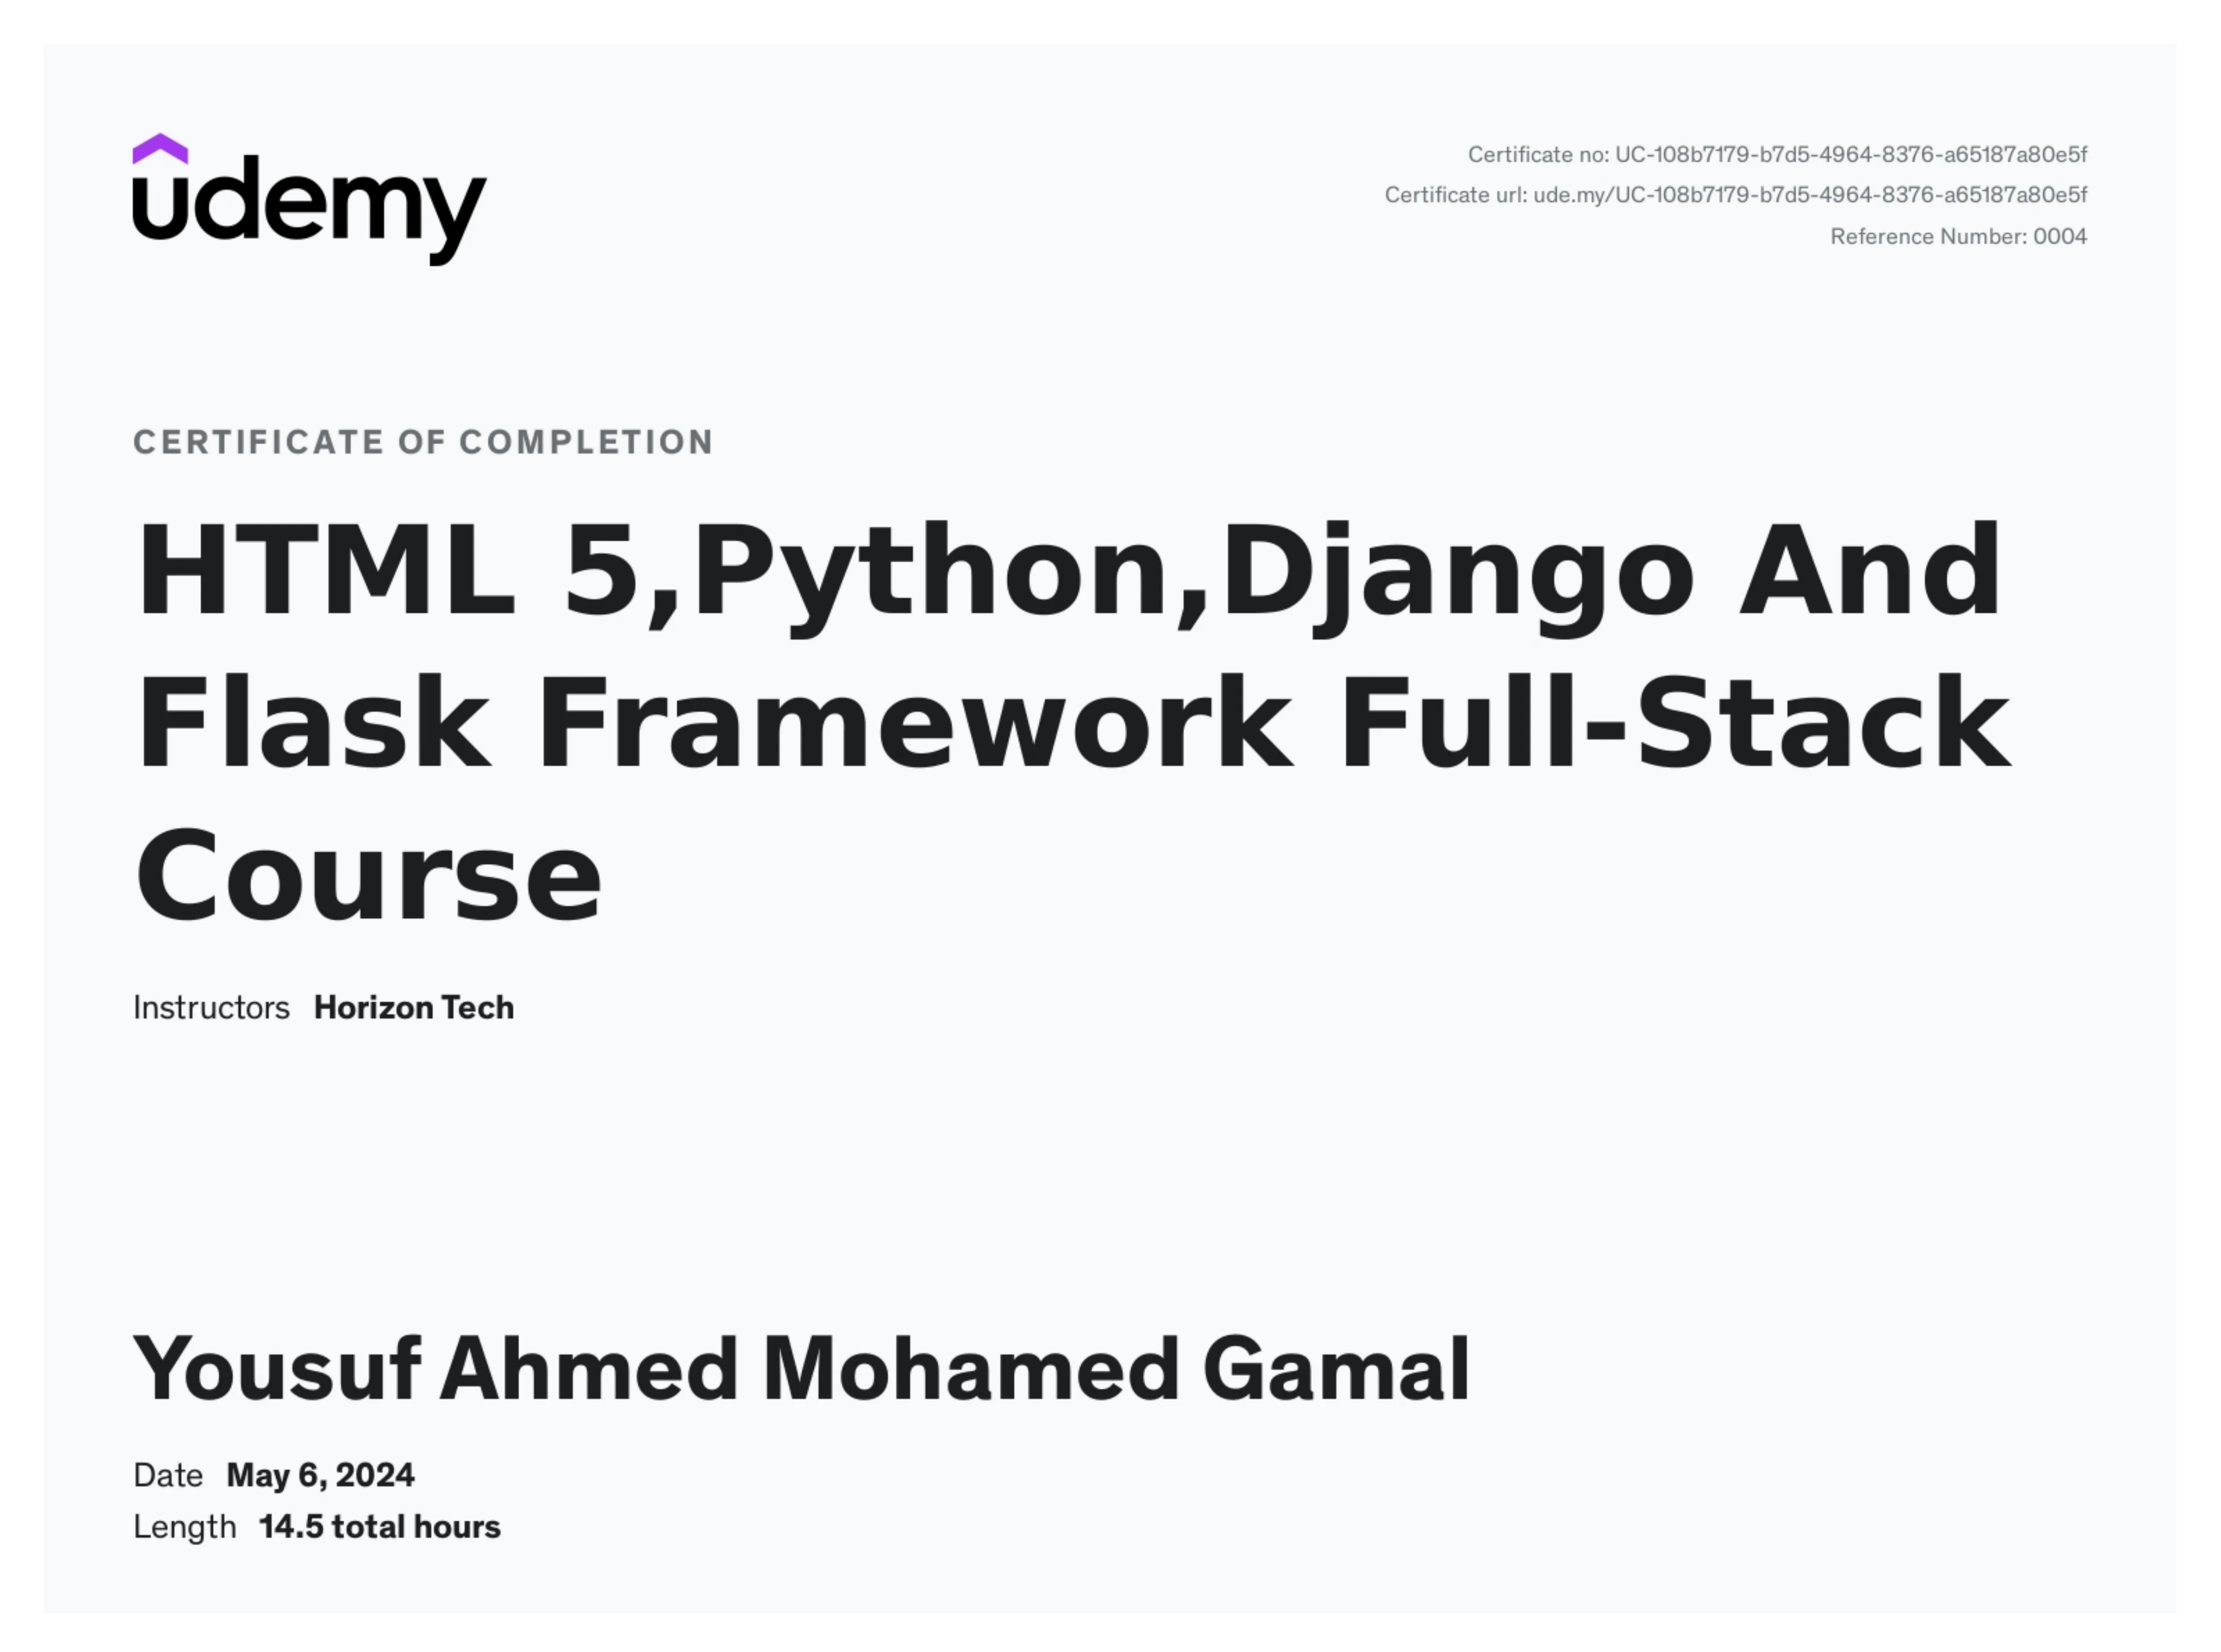 udemy
Certificate no: UC-108b7179-b7d5-4964-8376-a65187a80e5f
Certificate url: ude.my/UC-108b7179-b7d5-4964-8376-a65187a80e5f
Reference Number: 0004
CERTIFICATE OF COMPLETION
HTML 5,Python,Django And
Flask Framework Full-Stack
Course
Instructors Horizon Tech
Yousuf Ahmed Mohamed Gamal
Date May 6, 2024
Length 14.5 total hours